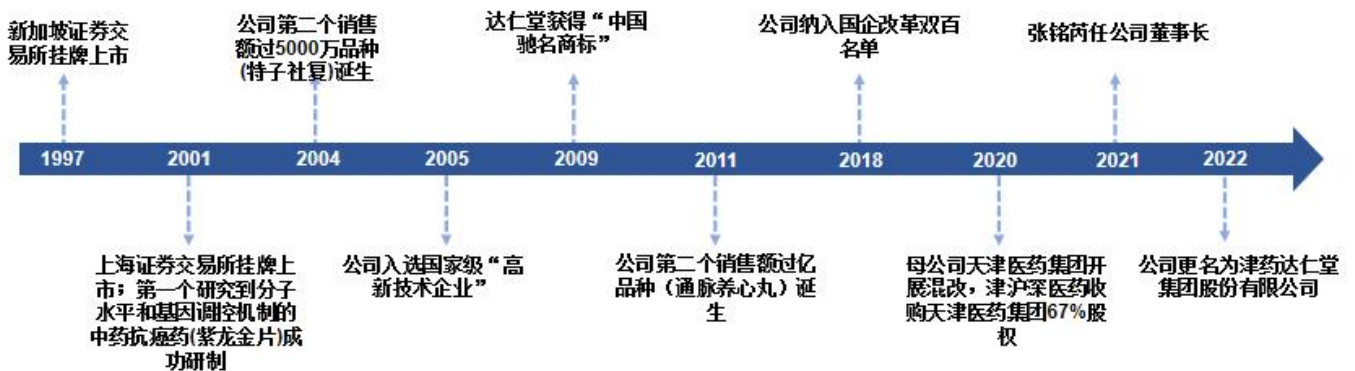 新加坡证券交
易所挂牌上市
公司第二个销售
额过5000万品种
(特子社复)诞生
达仁堂获得“中国
驰名商标”
公司纳入国企改革双百
名单
张铭芮任公司董事长
1997
2001
2004
2005
2009
2011
2018
2020
2021
2022
上海证券交易所挂牌上
市；第一个研究到分子
水平和基因调控机制的
中药抗癌药(紫龙金片)成
功研制
公司入选国家级“高
新技术企业”
公司第二个销售额过亿
品种（通脉养心丸）诞
生
母公司天津医药集团开
展混改，津沪深医药收
购天津医药集团67%股
权
公司更名为津药达仁堂
集团股份有限公司